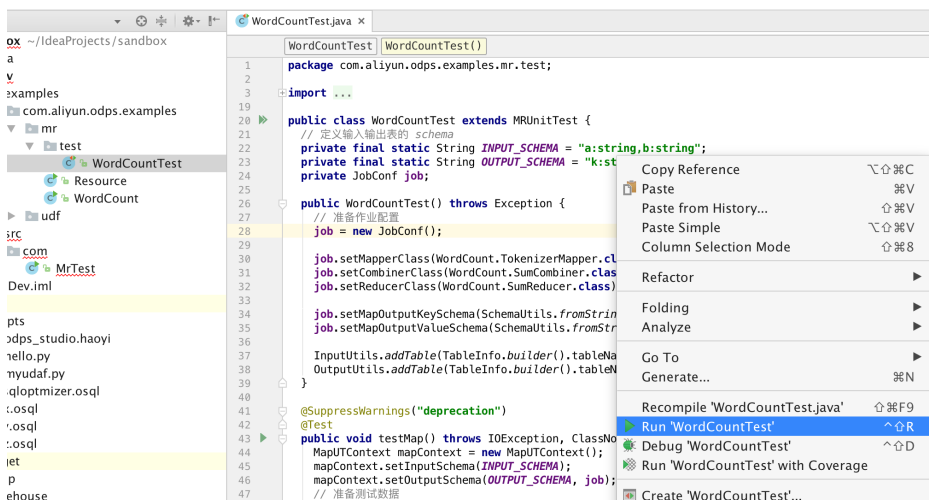 WordCountTest.java
~/IdeaProjects/sandbox
WordCountTest WordCountTest()
com.aliyun.odps.examples
mr
test
WordCountTest
Resource
WordCount
udf
src
com
MrTest
Dev.iml
odps_studio.haoyi
hello.py
myudaf.py
1 package com.aliyun.odps.examples.mr.test;
2
3 import ...
19
20 public class WordCountTest extends MRUnitTest {
21 // 定义输入输出表的 schema
22 private final static String INPUT_SCHEMA = "a:string,b:string";
23 private final static String OUTPUT_SCHEMA = "k:st
24 private JobConf job;
25
26 public WordCountTest() throws Exception {
27 // 准备作业配置
28 job = new JobConf();
29
30 job.setMapperClass(WordCount.TokenizerMapper.cl
31 job.setCombinerClass(WordCount.SumCombiner.clas
32 job.setReducerClass(WordCount.SumReducer.class)
33
34 job.setMapOutputKeySchema(SchemaUtils.fromStrin
35 job.setMapOutputValueSchema(SchemaUtils.fromStr
36
37 InputUtils.addTable(TableInfo.builder().tableNa
38 OutputUtils.addTable(TableInfo.builder().tableN
39 }
40
41 @SuppressWarnings("deprecation")
42 @Test
43 public void testMap() throws IOException, ClassNo
44 MapUTContext mapContext = new MapUTContext();
45 mapContext.setInputSchema(INPUT_SCHEMA);
46 mapContext.setOutputSchema(OUTPUT_SCHEMA, job);
47 // 准备测试数据
Copy Reference ⌥⇧⌘C
Paste ⌘V
Paste from History... ⇧⌘V
Paste Simple ⌥⇧⌘V
Column Selection Mode ⇧⌘8
Refactor
Folding
Analyze
Go To
Generate... ⌘N
Recompile 'WordCountTest.java' ⇧⌘F9
Run 'WordCountTest' ^⇧R
Debug 'WordCountTest' ^⇧D
Run 'WordCountTest' with Coverage
Create 'WordCountTest'...